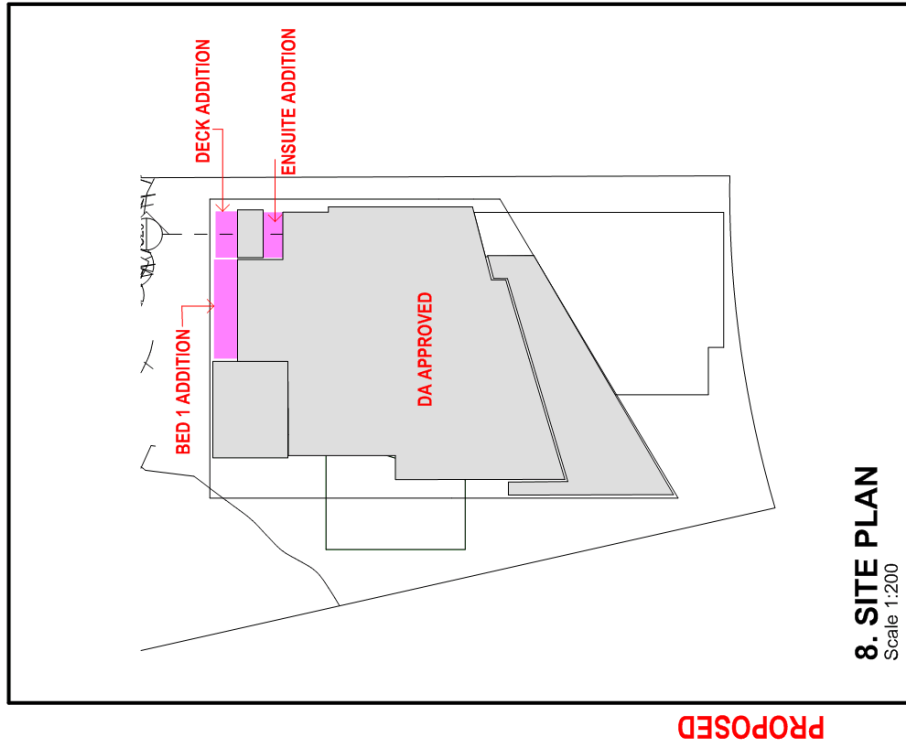 DECK ADDITION
ENSUITE ADDITION
BED 1 ADDITION
DA APPROVED
8. SITE PLAN
Scale 1:200
PROPOSED